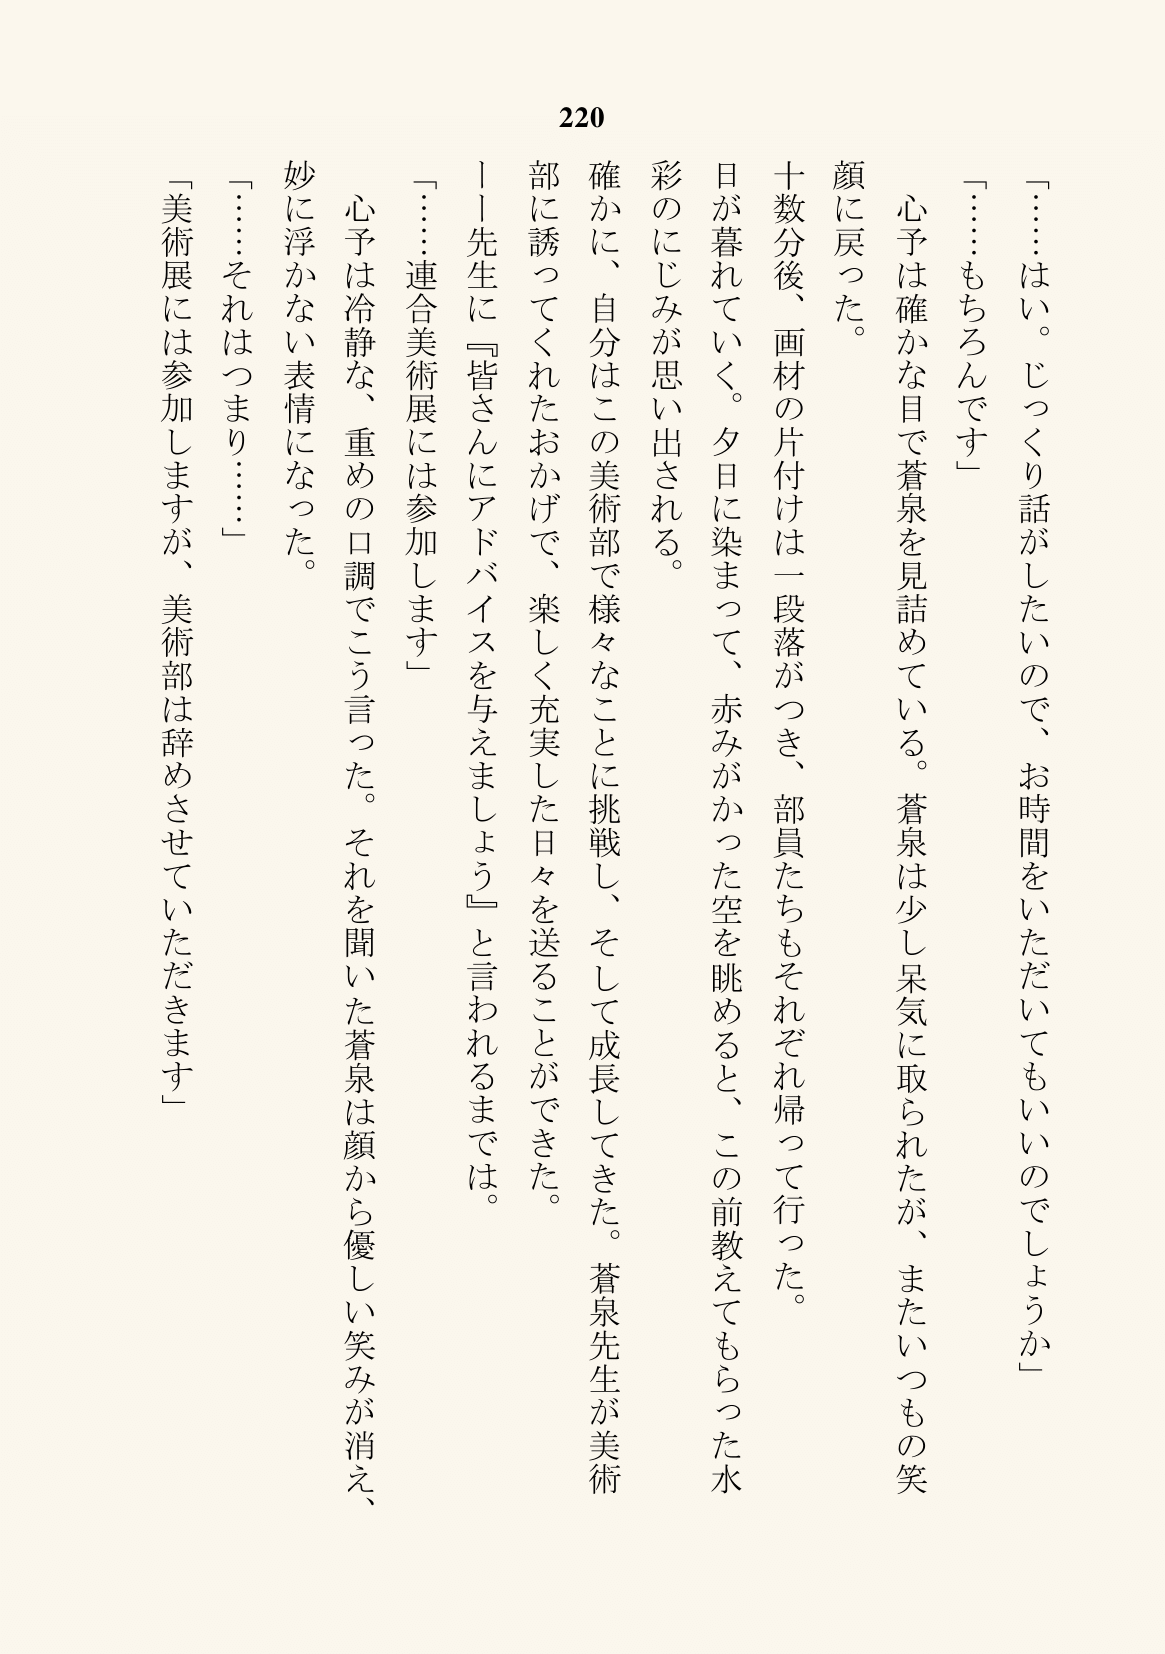 220
「……はい。じっくり話がしたいので、お時間をいただいてもいいのでしょうか」
「……もちろんです」
　心予は確かな目で蒼泉を見詰めている。蒼泉は少し呆気に取られたが、またいつもの笑
顔に戻った。
十数分後、画材の片付けは一段落がつき、部員たちもそれぞれ帰って行った。
日が暮れていく。夕日に染まって、赤みがかった空を眺めると、この前教えてもらった水
彩のにじみが思い出される。
確かに、自分はこの美術部で様々なことに挑戦し、そして成長してきた。蒼泉先生が美術
部に誘ってくれたおかげで、楽しく充実した日々を送ることができた。
ーー先生に『皆さんにアドバイスを与えましょう』と言われるまでは。
「……連合美術展には参加します」
　心予は冷静な、重めの口調でこう言った。それを聞いた蒼泉は顔から優しい笑みが消え、
妙に浮かない表情になった。
「……それはつまり……」
「美術展には参加しますが、美術部は辞めさせていただきます」